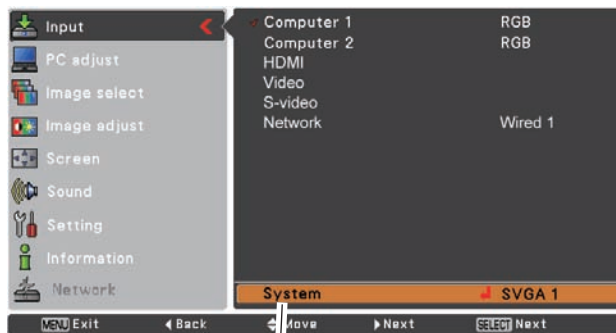 Input
PC adjust
Image select
Image adjust
Screen
Sound
Setting
Information
Network
Computer 1 RGB
Computer 2 RGB
HDMI
Video
S-video
Network Wired 1
System SVGA 1
MENU Exit Back Move Next SELECT Next